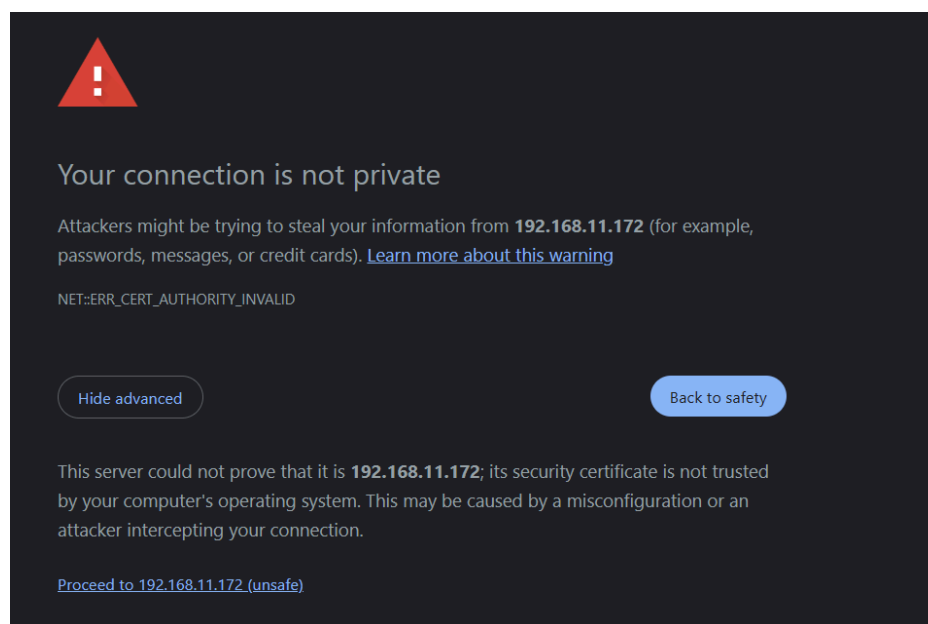 Your connection is not private
Attackers might be trying to steal your information from 192.168.11.172 (for example,
passwords, messages, or credit cards). Learn more about this warning
NET::ERR_CERT_AUTHORITY_INVALID
Hide advanced
Back to safety
This server could not prove that it is 192.168.11.172; its security certificate is not trusted
by your computer's operating system. This may be caused by a misconfiguration or an
attacker intercepting your connection.
Proceed to 192.168.11.172 (unsafe)